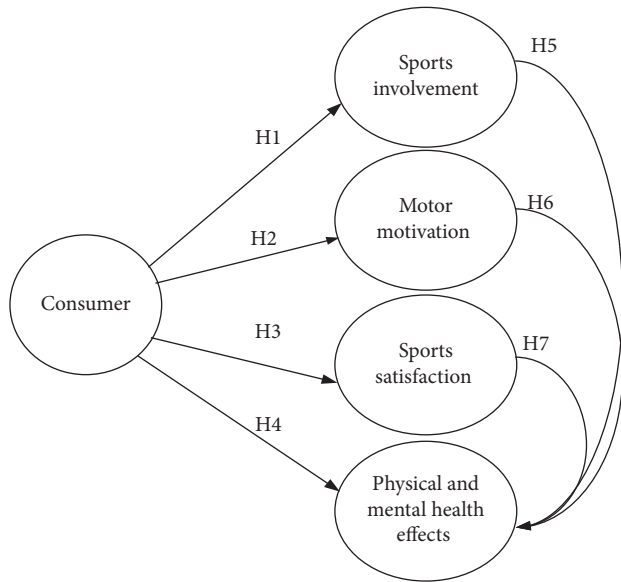 Sports
involvement
H5
H1
Motor
motivation
H6
H2
Consumer
H3
Sports
satisfaction
H7
H4
Physical and
mental health
effects